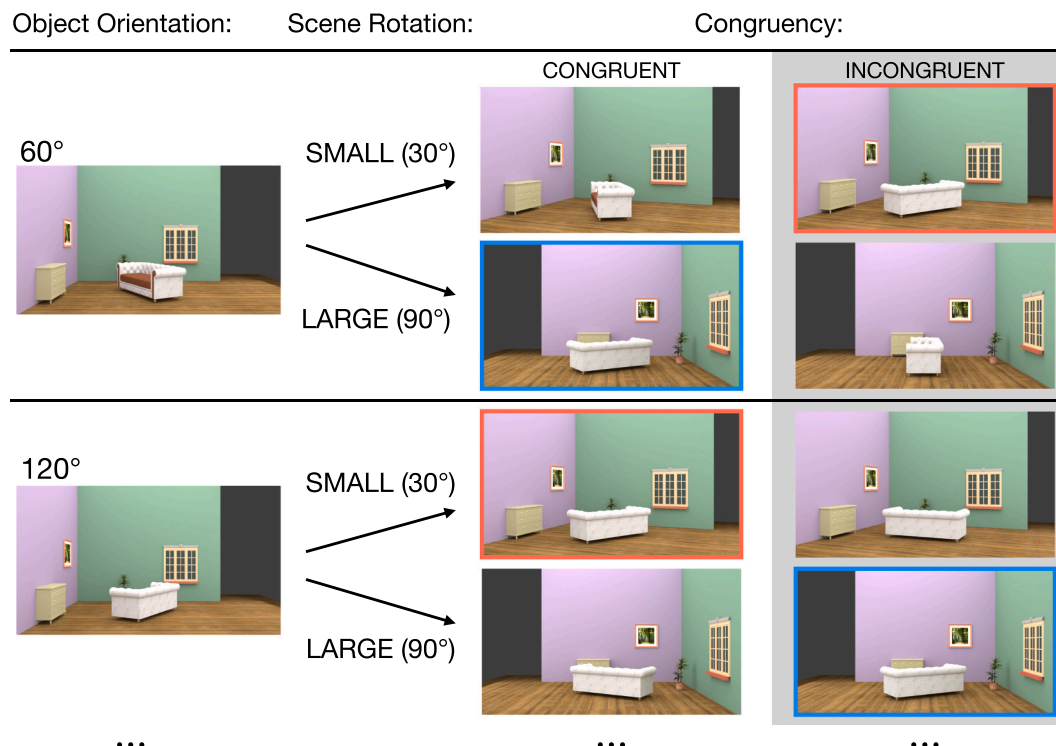 Object Orientation: Scene Rotation: Congruency:
CONGRUENT INCONGRUENT
60°
SMALL (30°)
LARGE (90°)
120°
SMALL (30°)
LARGE (90°)
... ... ...